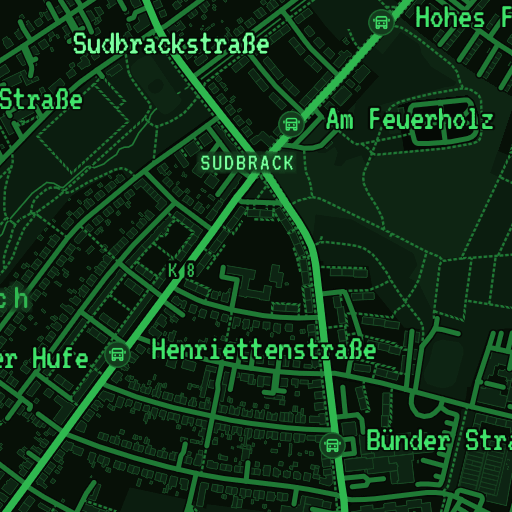 Hohes F
Sudbrackstraße
Straße
Am Feuerholz
SUDBRACK
K 8
ch
er Hufe
Henriettenstraße
Bünder Stra